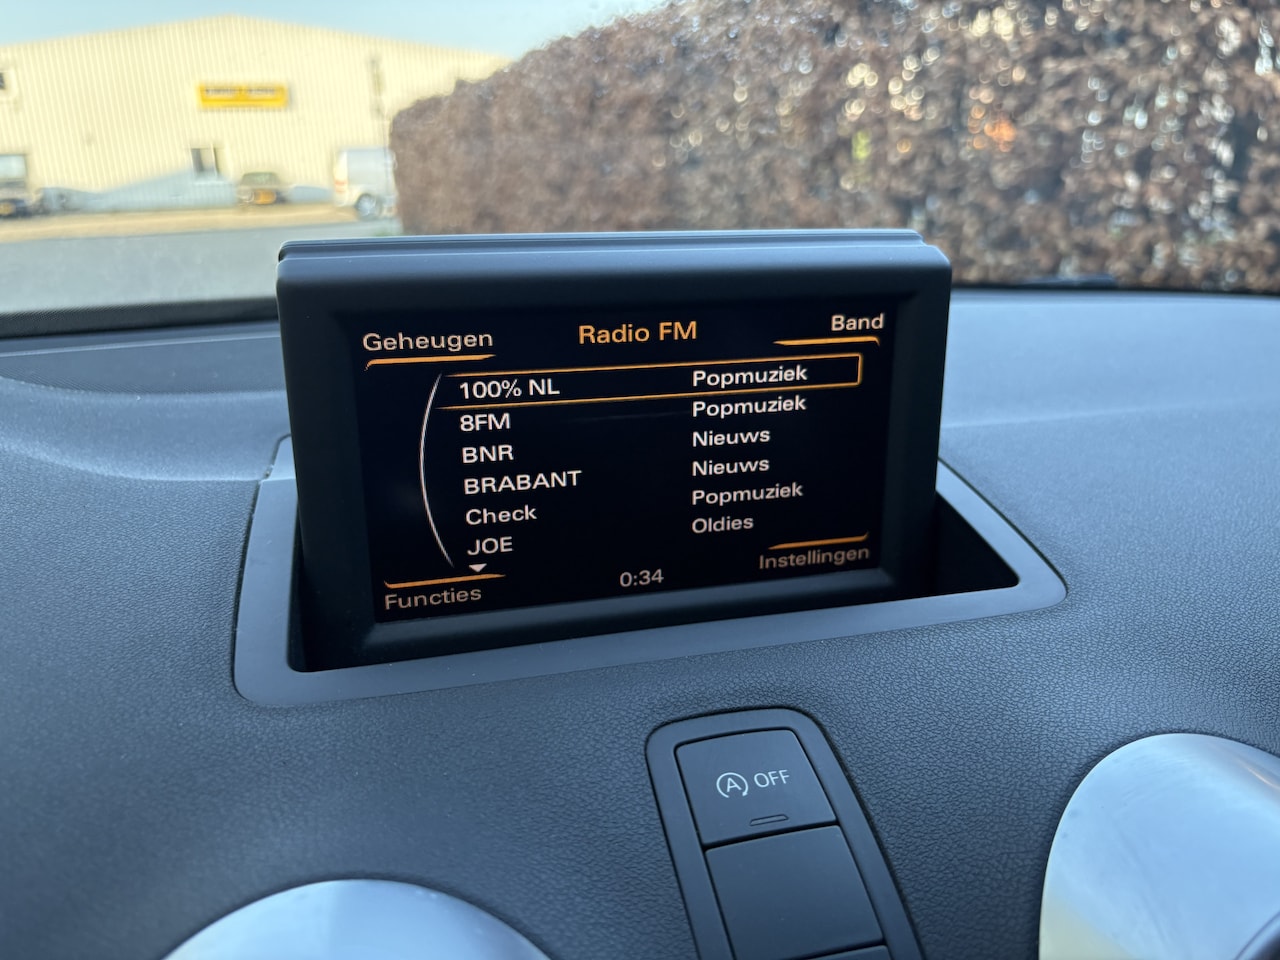 Geheugen Radio FM Band
100% NL Popmuziek
8FM Popmuziek
BNR Nieuws
BRABANT Nieuws
Check Popmuziek
JOE Oldies
Functies 0:34 Instellingen
A OFF